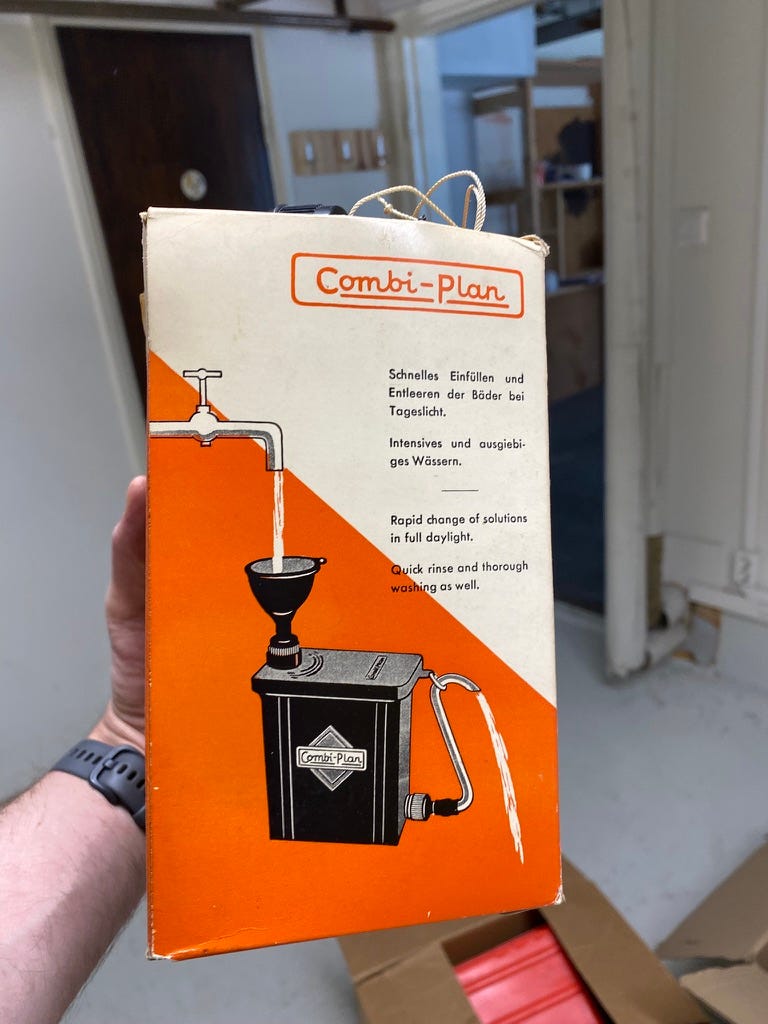 Combi-Plan
Schnelles Einfüllen und
Entleeren der Bäder bei
Tageslicht.
Intensives und ausgiebi-
ges Wässern.
Rapid change of solutions
in full daylight.
Quick rinse and thorough
washing as well.
Combi-Plan